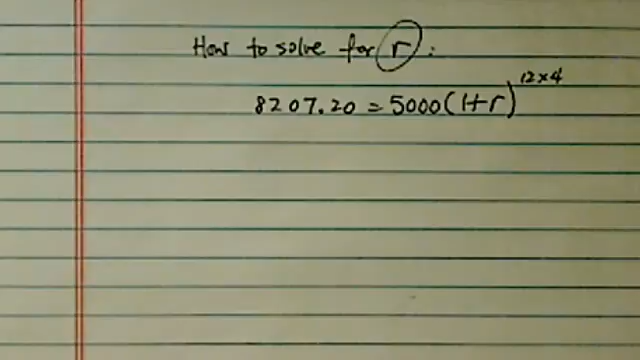 How to solve for r :
8207.20 = 5000(1+r)^12×4